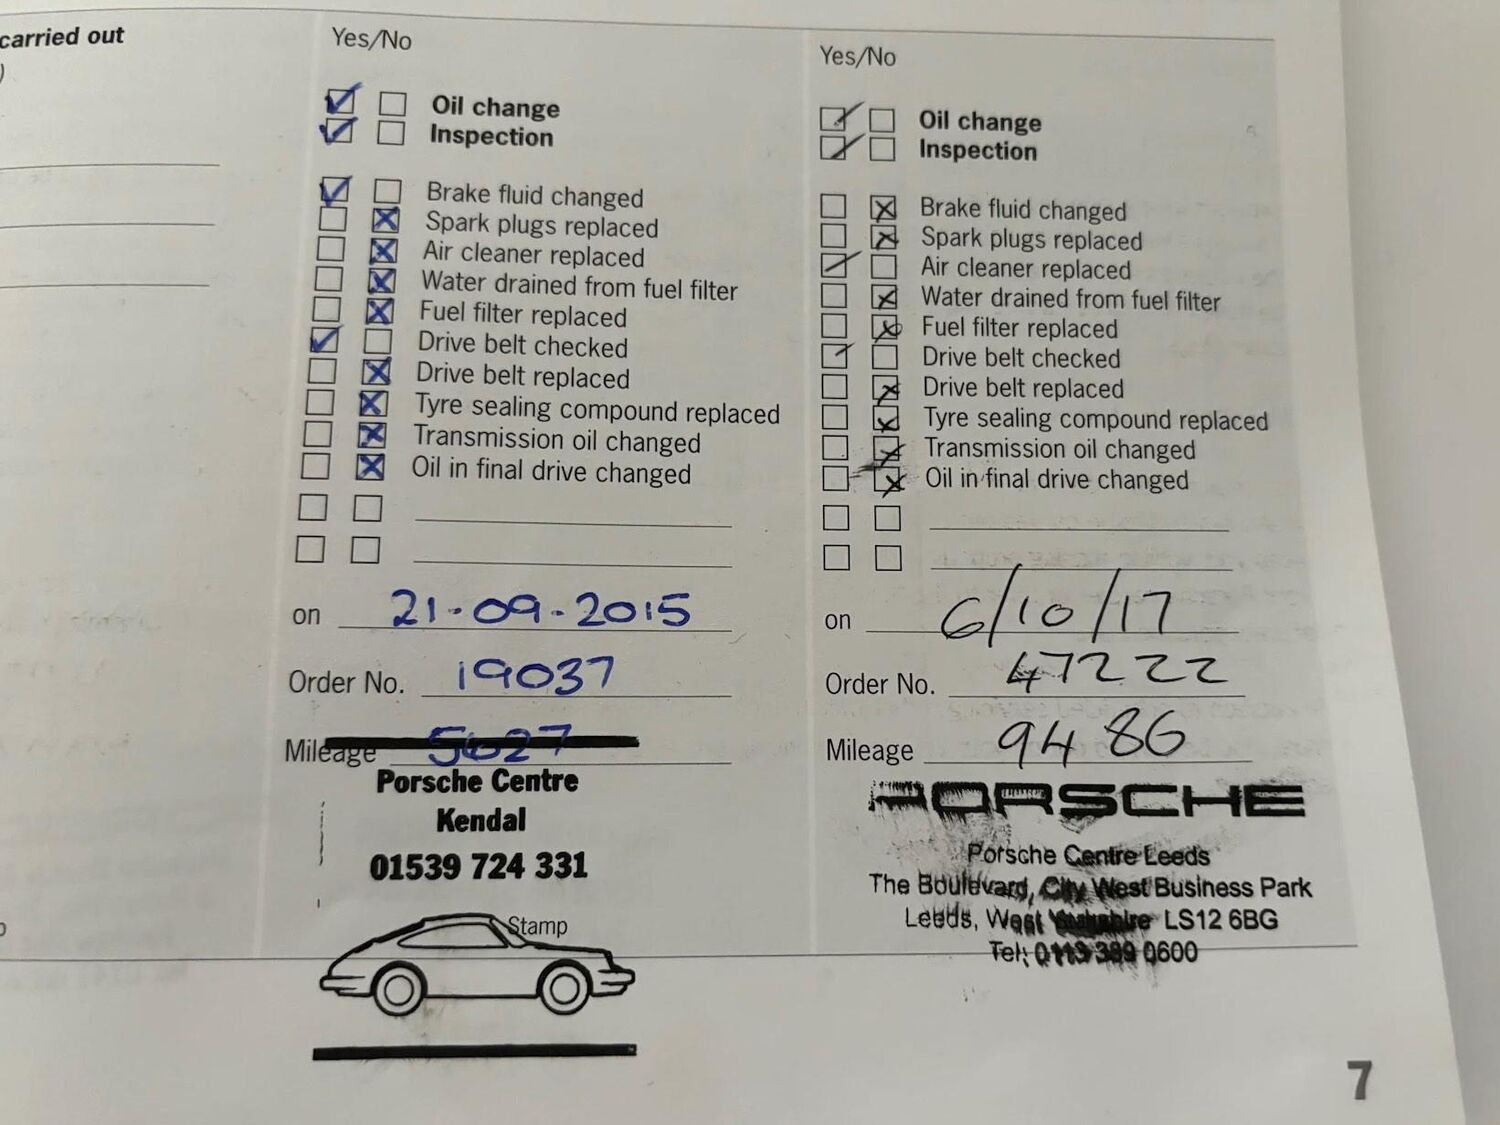 carried out
)
Yes/No
Oil change
Inspection
Brake fluid changed
Spark plugs replaced
Air cleaner replaced
Water drained from fuel filter
Fuel filter replaced
Drive belt checked
Drive belt replaced
Tyre sealing compound replaced
Transmission oil changed
Oil in final drive changed
on 21-09-2015
Order No. 19037
Mileage 5627
Porsche Centre
Kendal
01539 724 331
Stamp
Yes/No
Oil change
Inspection
Brake fluid changed
Spark plugs replaced
Air cleaner replaced
Water drained from fuel filter
Fuel filter replaced
Drive belt checked
Drive belt replaced
Tyre sealing compound replaced
Transmission oil changed
Oil in final drive changed
on 6/10/17
Order No. 47222
Mileage 9486
PORSCHE
Porsche Centre Leeds
The Boulevard, City West Business Park
Leeds, West Yorkshire LS12 6BG
Tel: 0113 389 0600
7